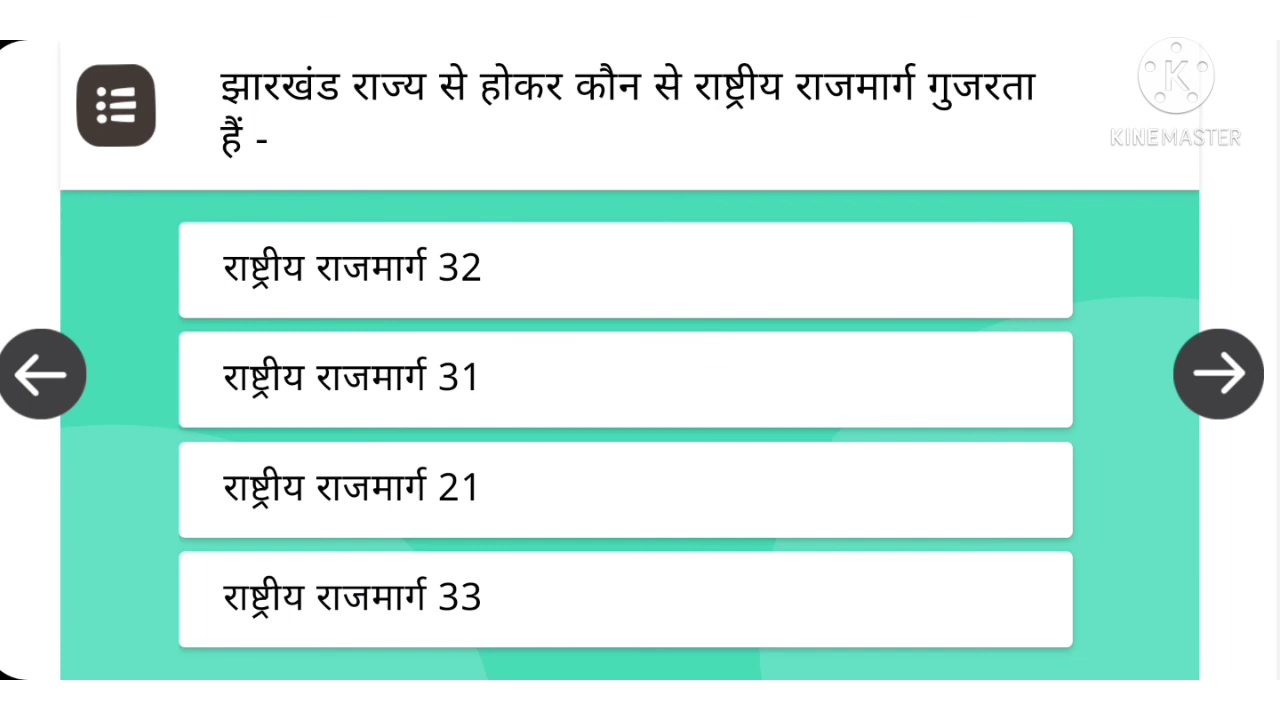 झारखंड राज्य से होकर कौन से राष्ट्रीय राजमार्ग गुजरता
हैं -
KINEMASTER
राष्ट्रीय राजमार्ग 32
राष्ट्रीय राजमार्ग 31
राष्ट्रीय राजमार्ग 21
राष्ट्रीय राजमार्ग 33